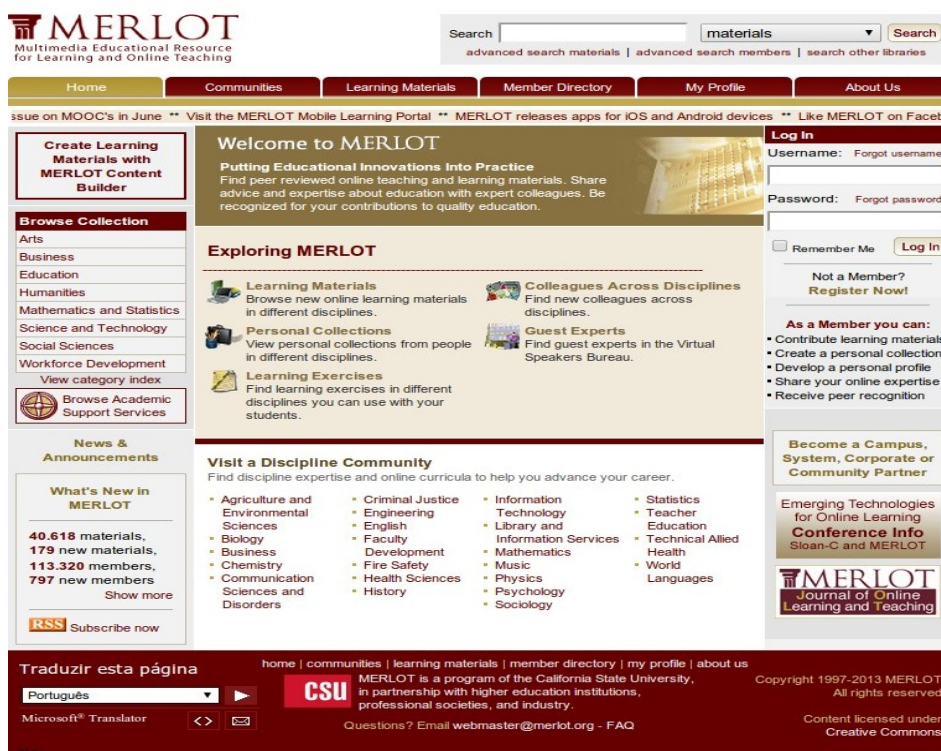 MERLOT
Multimedia Educational Resource
for Learning and Online Teaching
Search
materials
Search
advanced search materials | advanced search members | search other libraries
Home
Communities
Learning Materials
Member Directory
My Profile
About Us
ssue on MOOC's in June ** Visit the MERLOT Mobile Learning Portal ** MERLOT releases apps for iOS and Android devices ** Like MERLOT on Faceb
Create Learning
Materials with
MERLOT Content
Builder
Browse Collection
Arts
Business
Education
Humanities
Mathematics and Statistics
Science and Technology
Social Sciences
Workforce Development
View category index
Browse Academic
Support Services
News &
Announcements
What's New in
MERLOT
40.618 materials,
179 new materials,
113.320 members,
797 new members
Show more
RSS Subscribe now
Welcome to MERLOT
Putting Educational Innovations Into Practice
Find peer reviewed online teaching and learning materials. Share
advice and expertise about education with expert colleagues. Be
recognized for your contributions to quality education.
Exploring MERLOT
Learning Materials
Browse new online learning materials
in different disciplines.
Personal Collections
View personal collections from people
in different disciplines.
Learning Exercises
Find learning exercises in different
disciplines you can use with your
students.
Colleagues Across Disciplines
Find new colleagues across
disciplines.
Guest Experts
Find guest experts in the Virtual
Speakers Bureau.
Visit a Discipline Community
Find discipline expertise and online curricula to help you advance your career.
Agriculture and
Environmental
Sciences
Biology
Business
Chemistry
Communication
Sciences and
Disorders
Criminal Justice
Engineering
English
Faculty
Development
Fire Safety
Health Sciences
History
Information
Technology
Library and
Information Services
Mathematics
Music
Physics
Psychology
Sociology
Statistics
Teacher
Education
Technical Allied
Health
World
Languages
Log In
Username: Forgot username
Password: Forgot password
Remember Me
Log In
Not a Member?
Register Now!
As a Member you can:
Contribute learning materials
Create a personal collection
Develop a personal profile
Share your online expertise
Receive peer recognition
Become a Campus,
System, Corporate or
Community Partner
Emerging Technologies
for Online Learning
Conference Info
Sloan-C and MERLOT
MERLOT
Journal of Online
Learning and Teaching
Traduzir esta página
Português
Microsoft® Translator
home | communities | learning materials | member directory | my profile | about us
CSU
MERLOT is a program of the California State University,
in partnership with higher education institutions,
professional societies, and industry.
Questions? Email webmaster@merlot.org - FAQ
Copyright 1997-2013 MERLOT
All rights reserved
Content licensed under
Creative Commons